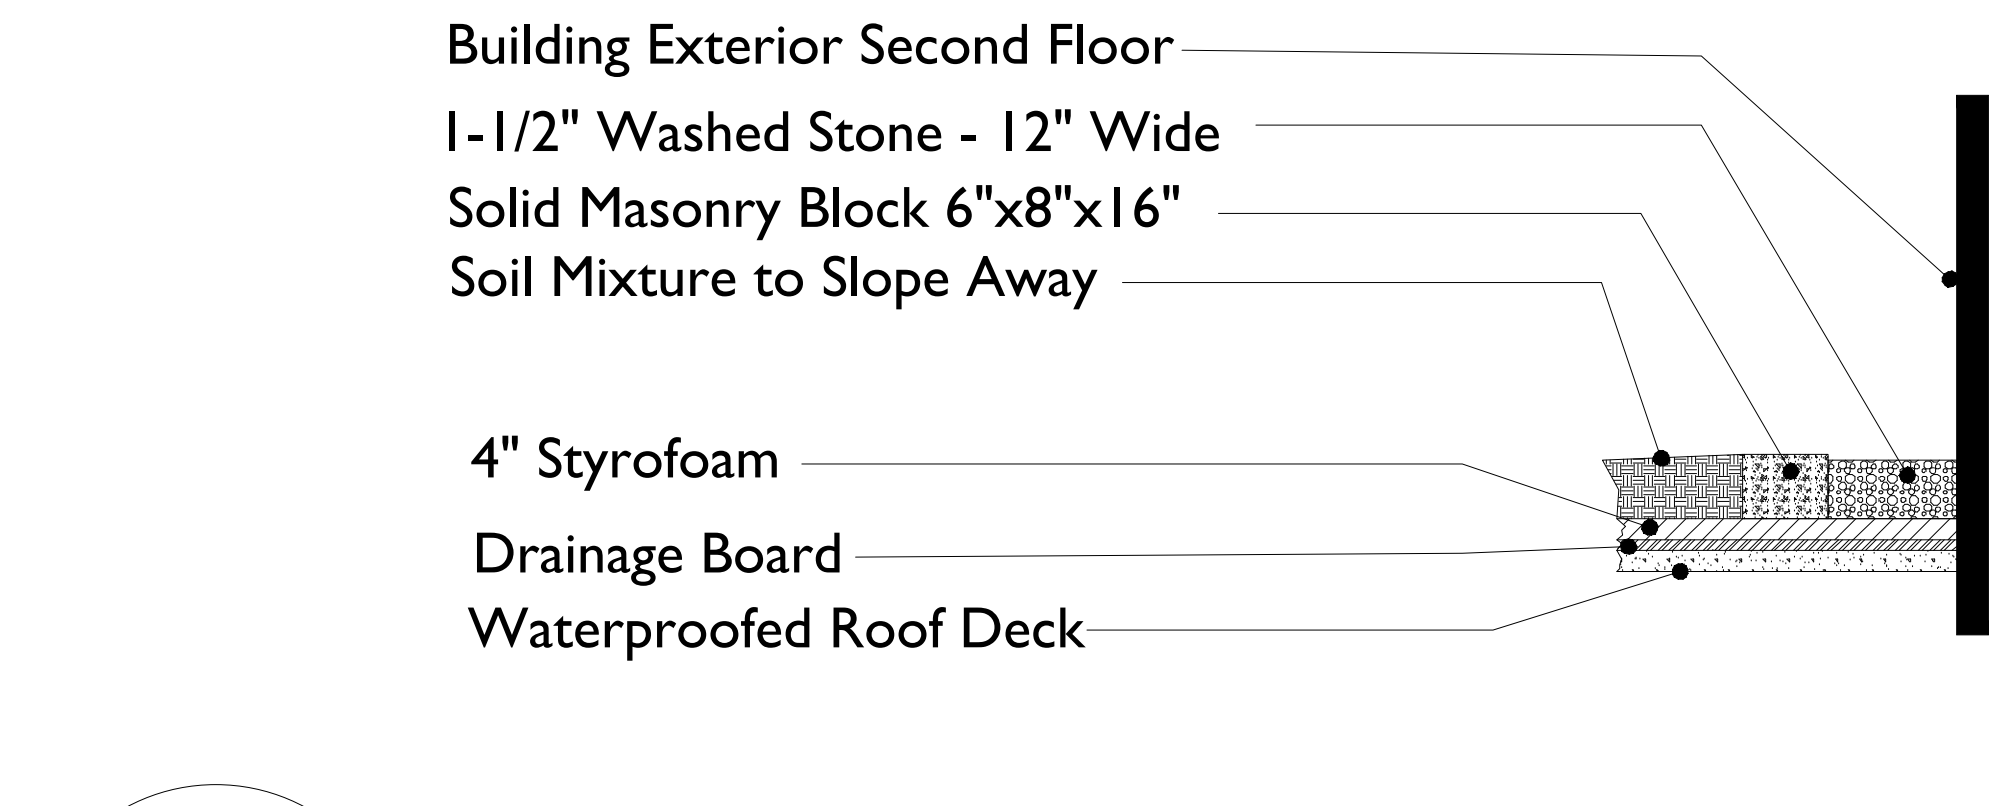 Building Exterior Second Floor
1-1/2" Washed Stone - 12" Wide
Solid Masonry Block 6"x8"x16"
Soil Mixture to Slope Away
4" Styrofoam
Drainage Board
Waterproofed Roof Deck